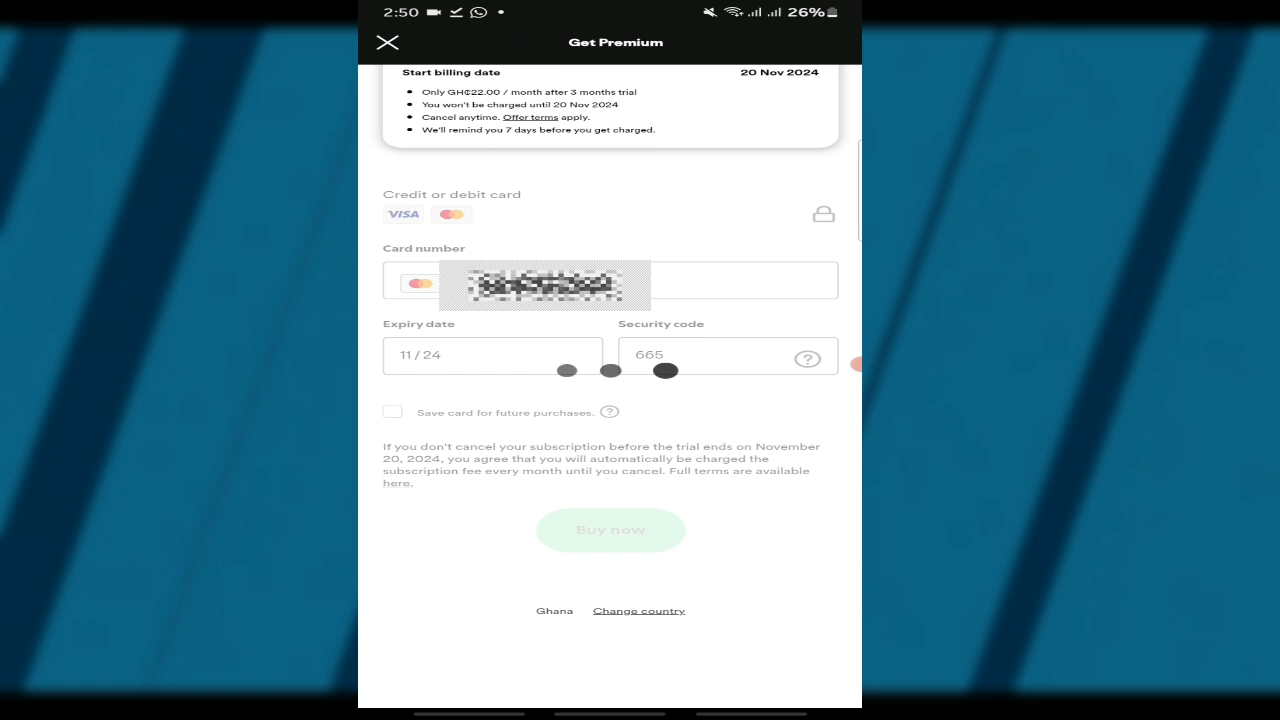 2:50
26%
Get Premium
Start billing date 20 Nov 2024
Only GH₵22.00 / month after 3 months trial
You won't be charged until 20 Nov 2024
Cancel anytime. Offer terms apply.
We'll remind you 7 days before you get charged.
Credit or debit card
VISA
Card number
Expiry date Security code
11 / 24 665
Save card for future purchases.
If you don't cancel your subscription before the trial ends on November
20, 2024, you agree that you will automatically be charged the
subscription fee every month until you cancel. Full terms are available
here.
Buy now
Ghana Change country